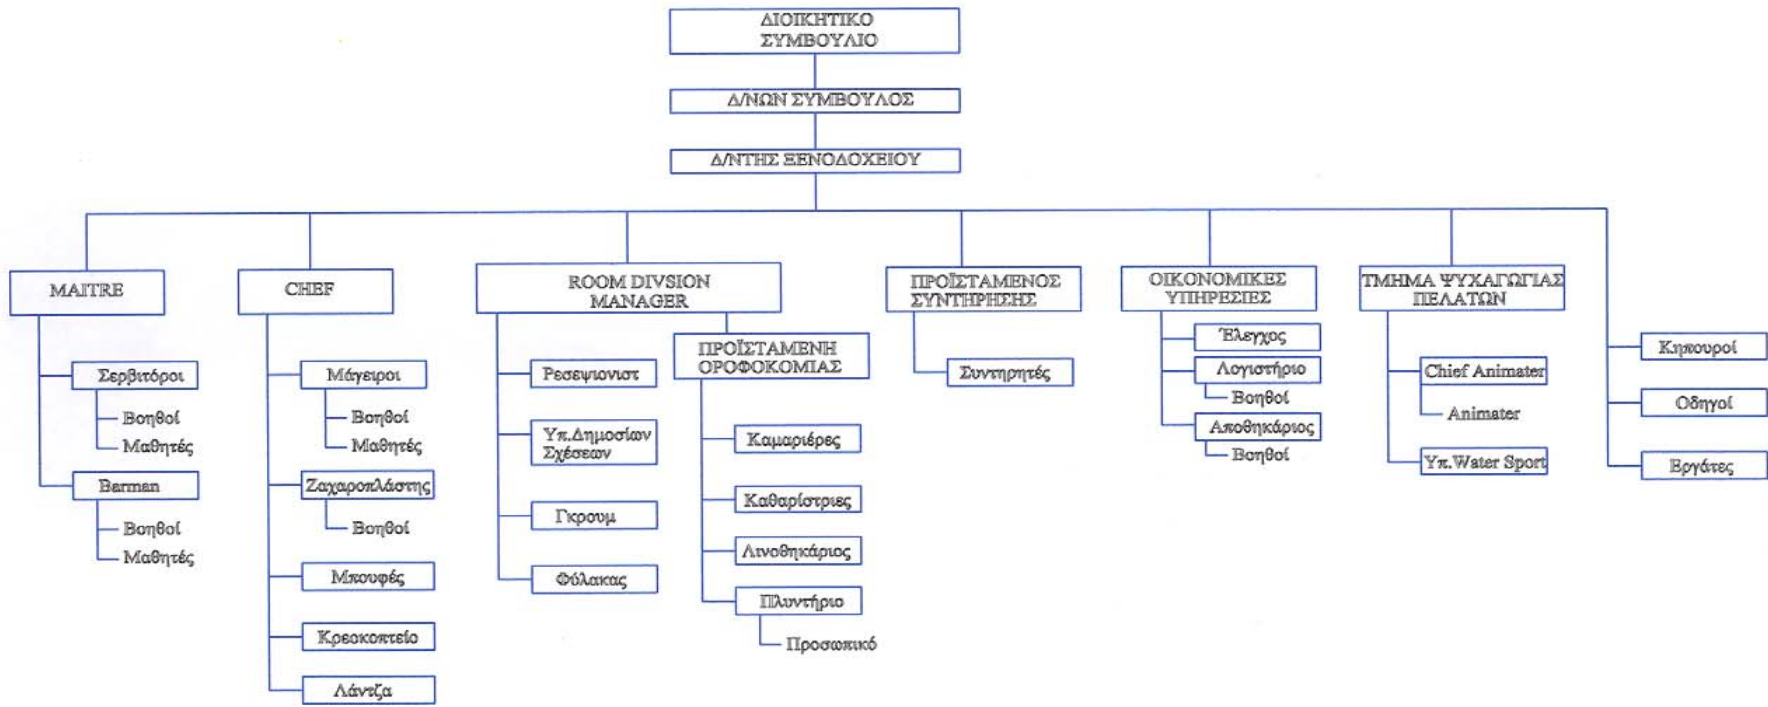 ΔΙΟΙΚΗΤΙΚΟ
ΣΥΜΒΟΥΛΙΟ
Δ/ΝΩΝ ΣΥΜΒΟΥΛΟΣ
Δ/ΝΤΗΣ ΞΕΝΟΔΟΧΕΙΟΥ
MAITRE
Σερβιτόροι
Βοηθοί
Μαθητές
Barman
Βοηθοί
Μαθητές
CHEF
Μάγειροι
Βοηθοί
Μαθητές
Ζαχαροπλάστης
Βοηθοί
Μπουφές
Κρεοκοπτείο
Λάντζα
ROOM DIVSION
MANAGER
Ρεσεψιονιστ
Υπ.Δημοσίων
Σχέσεων
Γκρουμ
Φύλακας
ΠΡΟΪΣΤΑΜΕΝΗ
ΟΡΟΦΟΚΟΜΙΑΣ
Καμαριέρες
Καθαρίστριες
Λινοθηκάριος
Πλυντήριο
Προσωπικό
ΠΡΟΪΣΤΑΜΕΝΟΣ
ΣΥΝΤΗΡΗΣΗΣ
Συντηρητές
ΟΙΚΟΝΟΜΙΚΕΣ
ΥΠΗΡΕΣΙΕΣ
Έλεγχος
Λογιστήριο
Βοηθοί
Αποθηκάριος
Βοηθοί
ΤΜΗΜΑ ΨΥΧΑΓΩΓΙΑΣ
ΠΕΛΑΤΩΝ
Chief Animater
Animater
Υπ.Water Sport
Κηπουροί
Οδηγοί
Εργάτες